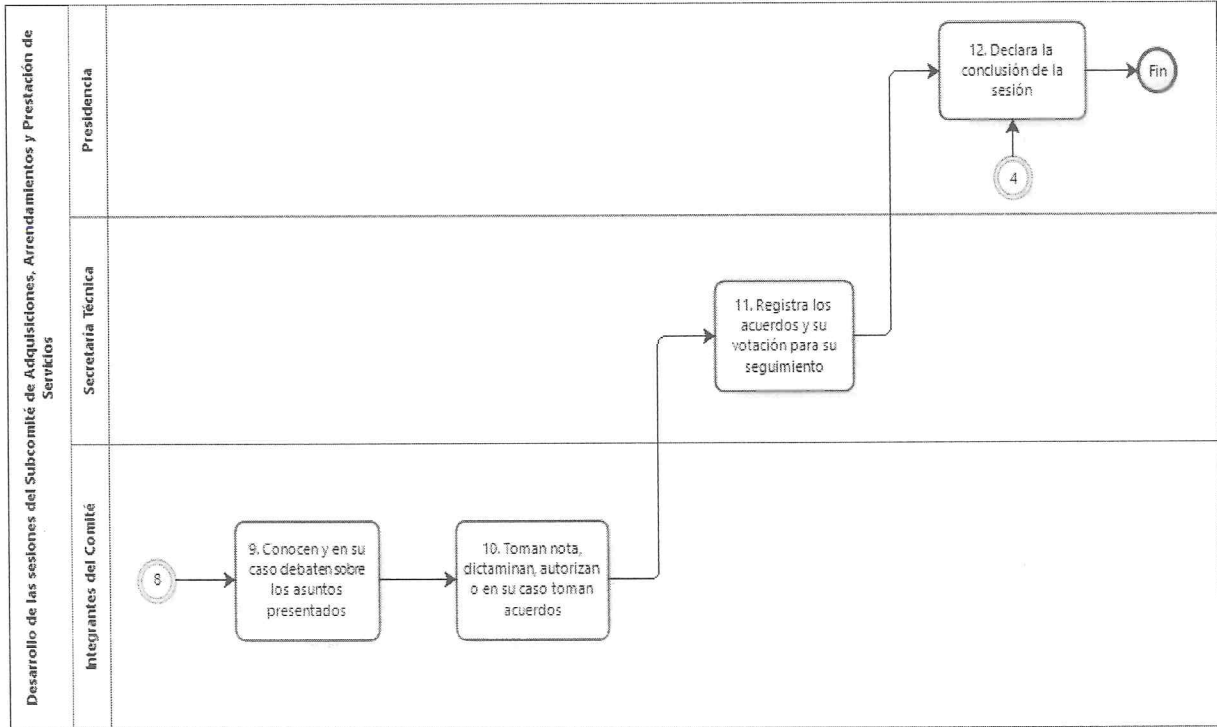 Desarrollo de las sesiones del Subcomité de Adquisiciones, Arrendamientos y Prestación de
Servicios
Presidencia
12. Declara la
conclusión de la
sesión
Fin
4
Secretaría Técnica
11. Registra los
acuerdos y su
votación para su
seguimiento
Integrantes del Comité
8
9. Conocen y en su
caso debaten sobre
los asuntos
presentados
10. Toman nota,
dictaminan, autorizan
o en su caso toman
acuerdos